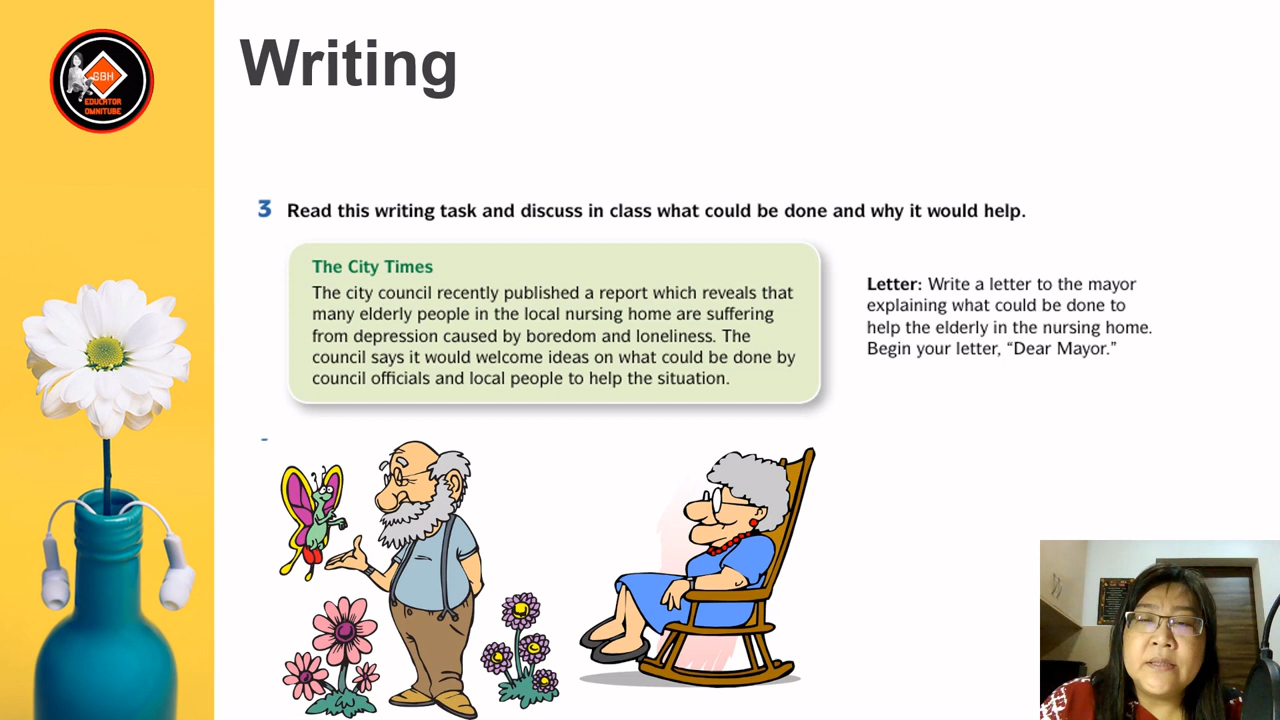 GBH
EDUCATOR
OMNITUBE
Writing
3 Read this writing task and discuss in class what could be done and why it would help.
The City Times
The city council recently published a report which reveals that
many elderly people in the local nursing home are suffering
from depression caused by boredom and loneliness. The
council says it would welcome ideas on what could be done by
council officials and local people to help the situation.
Letter: Write a letter to the mayor
explaining what could be done to
help the elderly in the nursing home.
Begin your letter, “Dear Mayor.”